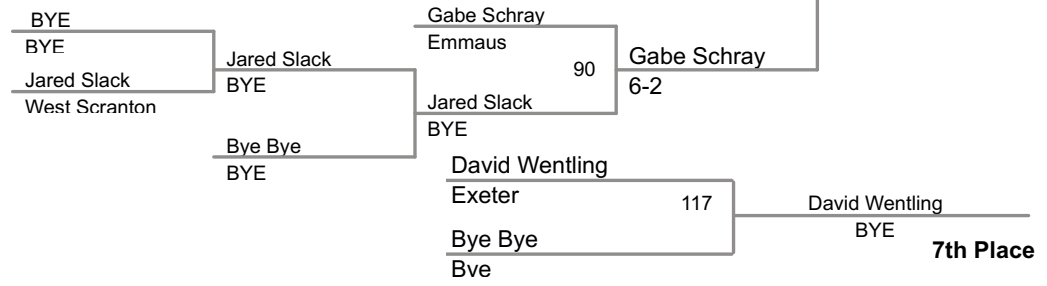 BYE
BYE
Jared Slack
West Scranton
Jared Slack
BYE
Bye Bye
BYE
Gabe Schray
Emmaus
90
Jared Slack
BYE
Gabe Schray
6-2
David Wentling
Exeter
117
Bye Bye
Bye
David Wentling
BYE
7th Place